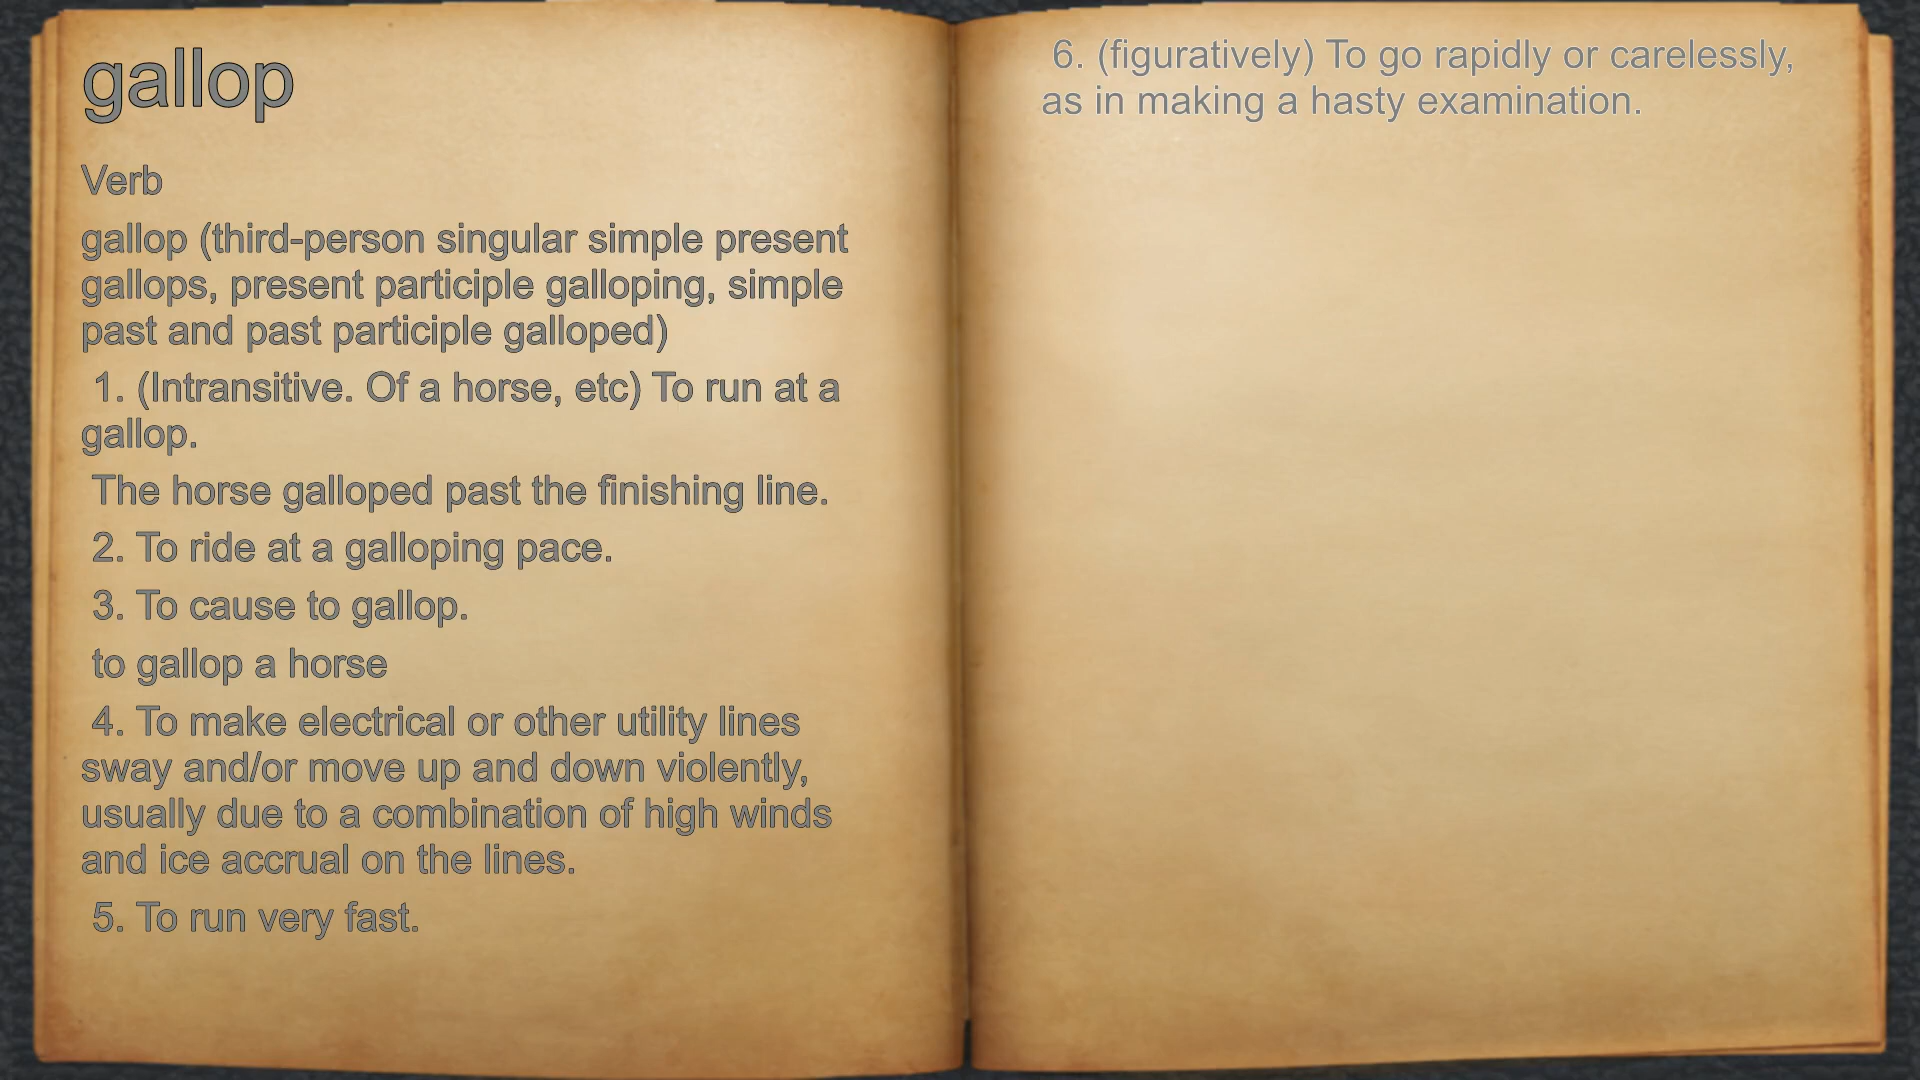 gallop
Verb
gallop (third-person singular simple present
gallops, present participle galloping, simple
past and past participle galloped)
1. (Intransitive. Of a horse, etc) To run at a
gallop.
The horse galloped past the finishing line.
2. To ride at a galloping pace.
3. To cause to gallop.
to gallop a horse
4. To make electrical or other utility lines
sway and/or move up and down violently,
usually due to a combination of high winds
and ice accrual on the lines.
5. To run very fast.
6. (figuratively) To go rapidly or carelessly,
as in making a hasty examination.